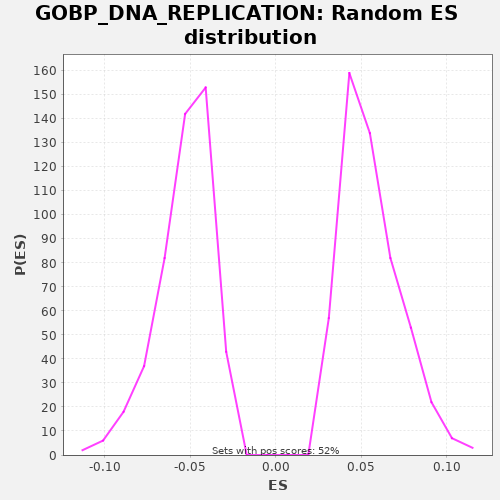 GOBP_DNA_REPLICATION: Random ES
distribution
160
150
140
130
120
110
100
90
80
70
60
50
40
30
20
10
0
P(ES)
Sets with pos scores: 52%
-0.10 -0.05 0.00 0.05 0.10
ES